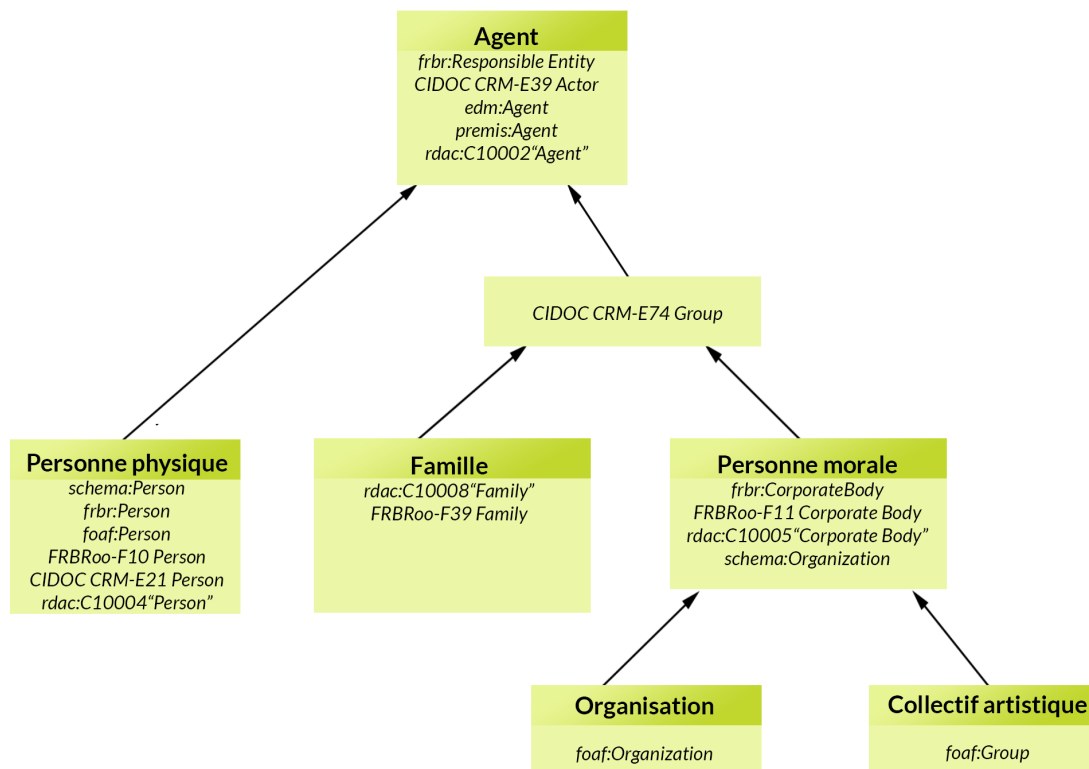 Agent
frbr:Responsible Entity
CIDOC CRM-E39 Actor
edm:Agent
premis:Agent
rdac:C10002“Agent”
CIDOC CRM-E74 Group
Personne physique
schema:Person
frbr:Person
foaf:Person
FRBRoo-F10 Person
CIDOC CRM-E21 Person
rdac:C10004“Person”
Famille
rdac:C10008“Family”
FRBRoo-F39 Family
Personne morale
frbr:CorporateBody
FRBRoo-F11 Corporate Body
rdac:C10005“Corporate Body”
schema:Organization
Organisation
foaf:Organization
Collectif artistique
foaf:Group